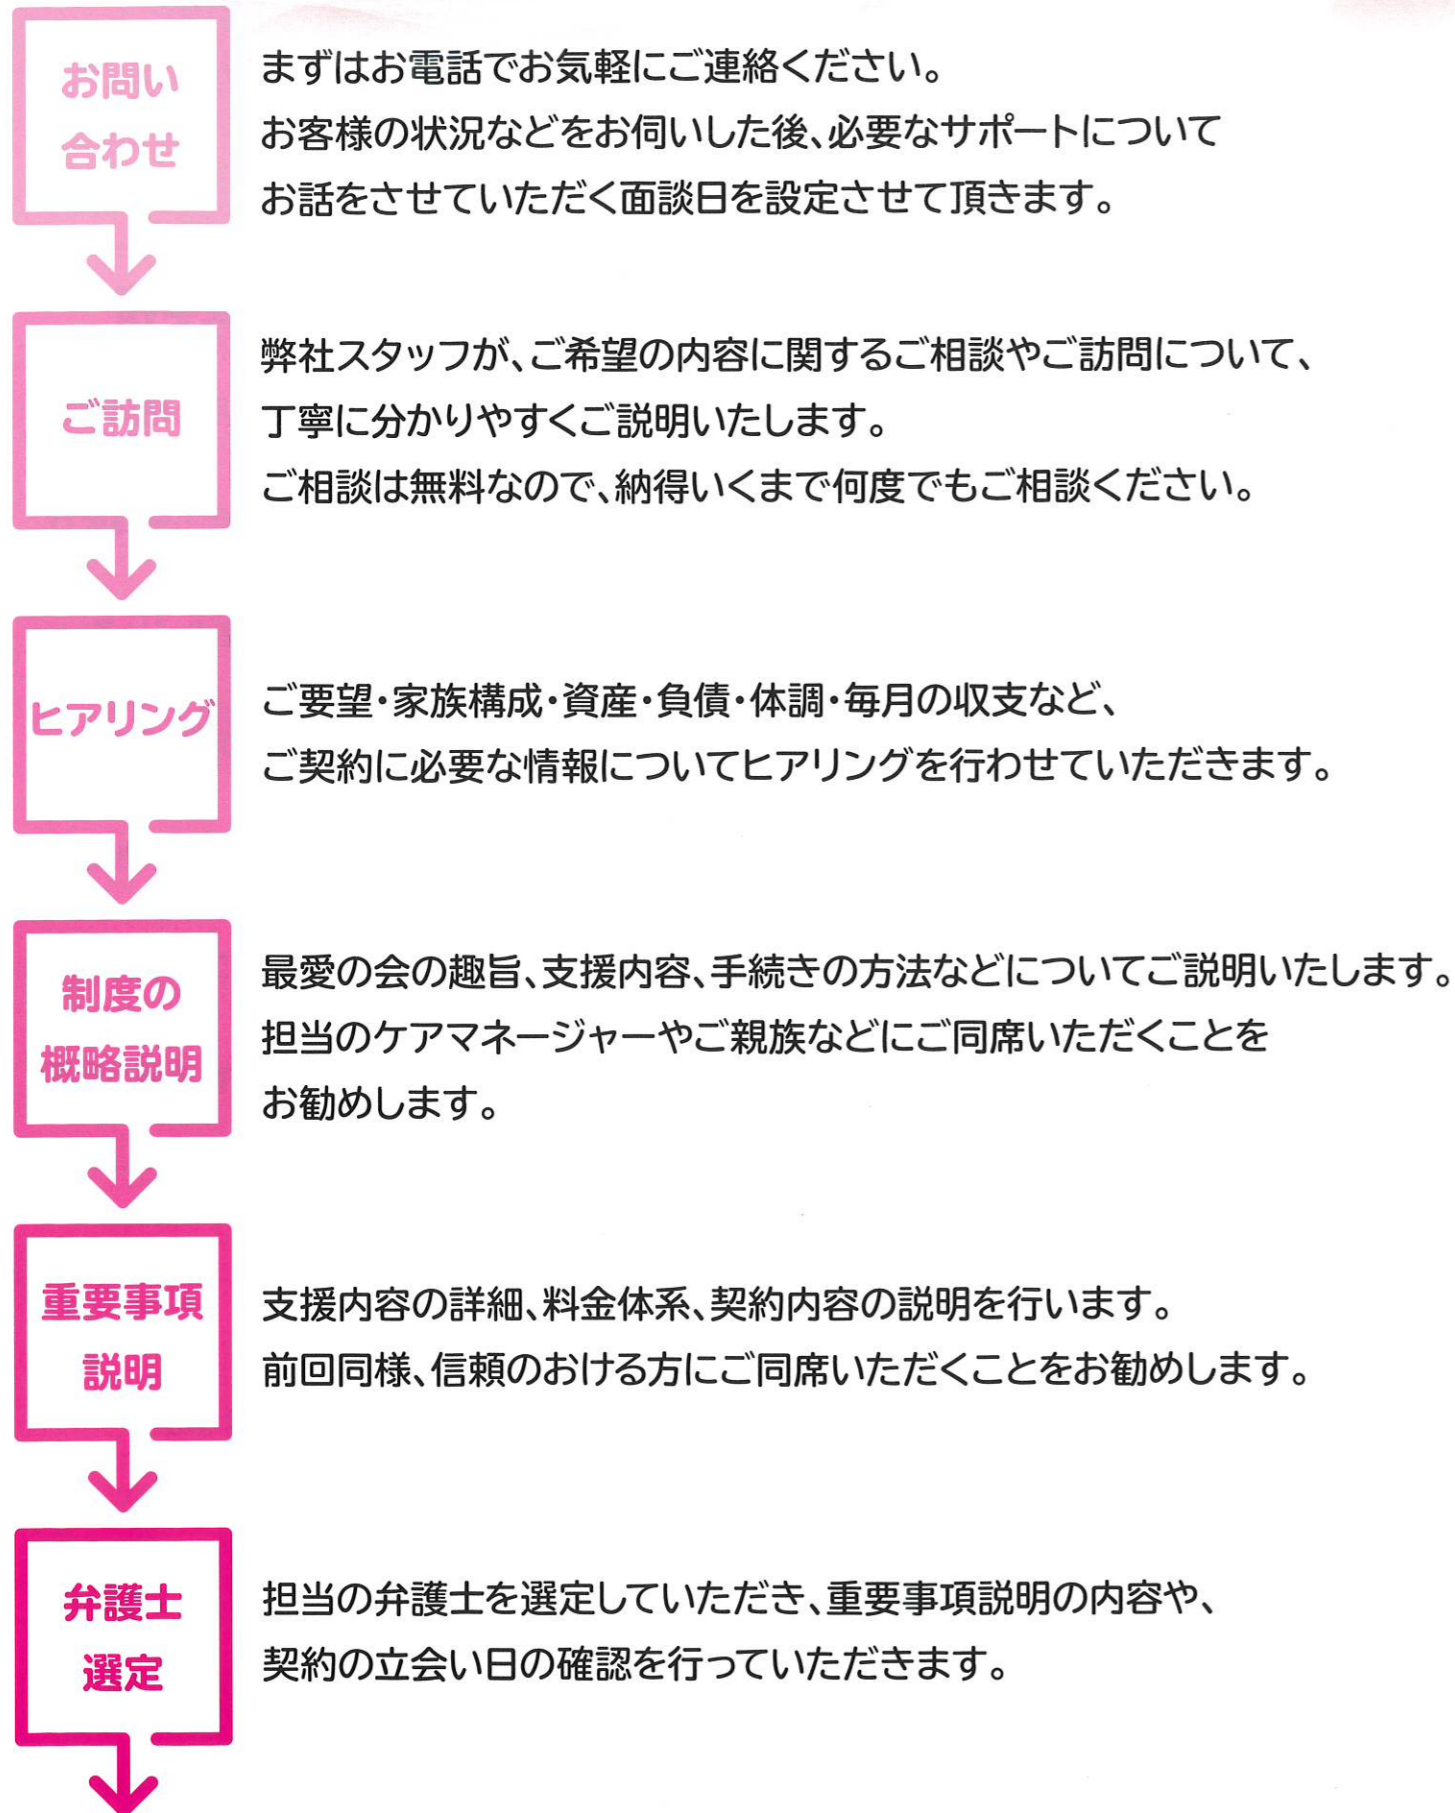 お問い
合わせ
まずはお電話でお気軽にご連絡ください。
お客様の状況などをお伺いした後、必要なサポートについて
お話をさせていただく面談日を設定させて頂きます。
ご訪問
弊社スタッフが、ご希望の内容に関するご相談やご訪問について、
丁寧に分かりやすくご説明いたします。
ご相談は無料なので、納得いくまで何度でもご相談ください。
ヒアリング
ご要望・家族構成・資産・負債・体調・毎月の収支など、
ご契約に必要な情報についてヒアリングを行わせていただきます。
制度の
概略説明
最愛の会の趣旨、支援内容、手続きの方法などについてご説明いたします。
担当のケアマネージャーやご親族などにご同席いただくことを
お勧めします。
重要事項
説明
支援内容の詳細、料金体系、契約内容の説明を行います。
前回同様、信頼のおける方にご同席いただくことをお勧めします。
弁護士
選定
担当の弁護士を選定していただき、重要事項説明の内容や、
契約の立会い日の確認を行っていただきます。